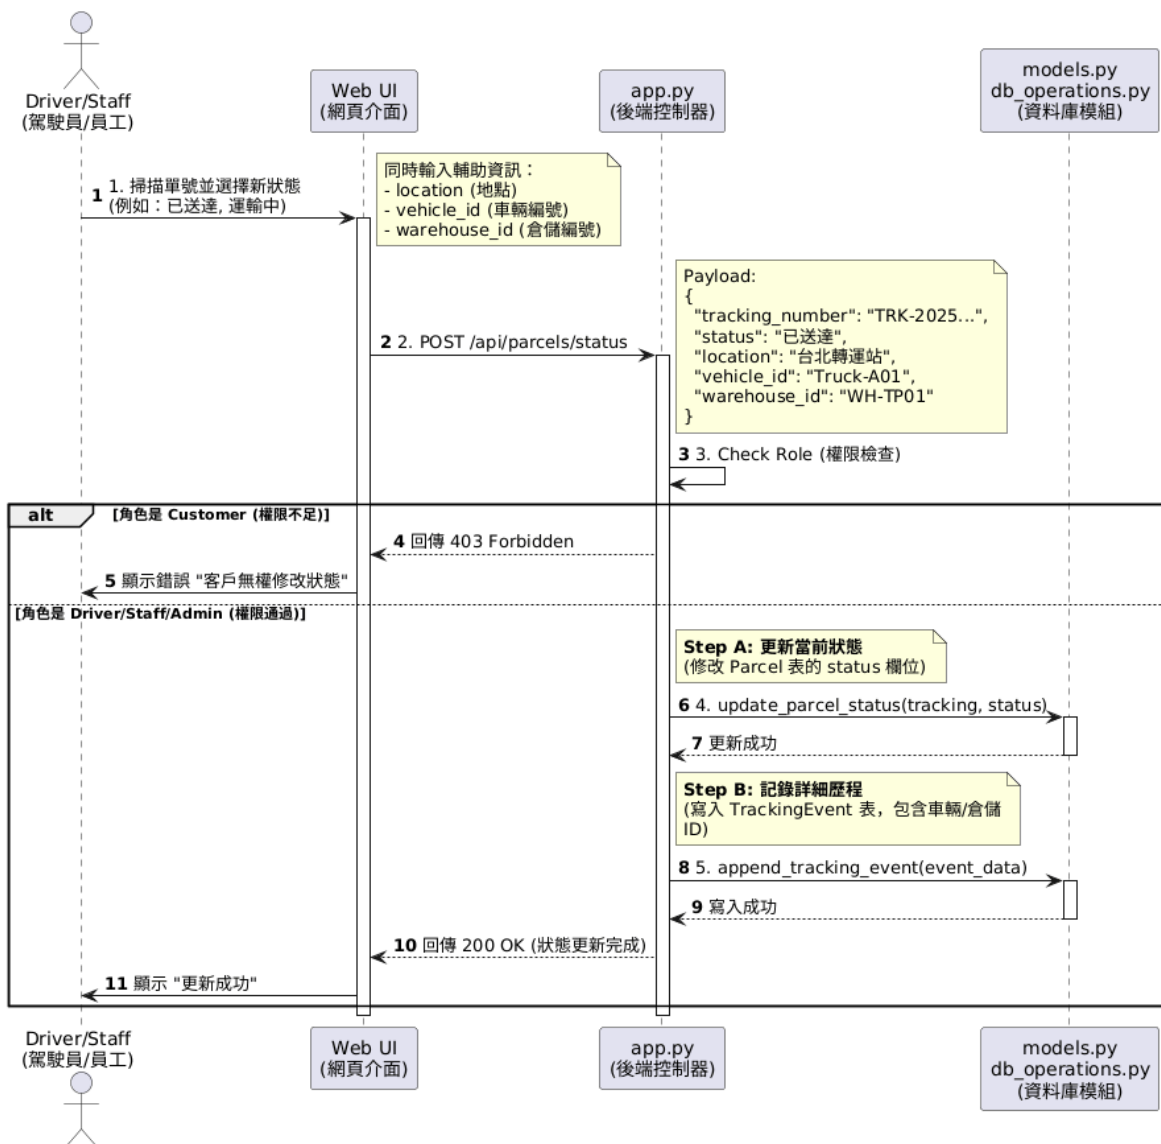 Driver/Staff
(駕駛員/員工)
Web UI
(網頁介面)
app.py
(後端控制器)
models.py
db_operations.py
(資料庫模組)
同時輸入輔助資訊：
- location (地點)
- vehicle_id (車輛編號)
- warehouse_id (倉儲編號)
1 1. 掃描單號並選擇新狀態
(例如：已送達, 運輸中)
Payload:
{
"tracking_number": "TRK-2025...",
"status": "已送達",
"location": "台北轉運站",
"vehicle_id": "Truck-A01",
"warehouse_id": "WH-TP01"
}
2 2. POST /api/parcels/status
3 3. Check Role (權限檢查)
alt [角色是 Customer (權限不足)]
4 回傳 403 Forbidden
5 顯示錯誤 "客戶無權修改狀態"
[角色是 Driver/Staff/Admin (權限通過)]
Step A: 更新當前狀態
(修改 Parcel 表的 status 欄位)
6 4. update_parcel_status(tracking, status)
7 更新成功
Step B: 記錄詳細歷程
(寫入 TrackingEvent 表，包含車輛/倉儲
ID)
8 5. append_tracking_event(event_data)
9 寫入成功
10 回傳 200 OK (狀態更新完成)
11 顯示 "更新成功"
Driver/Staff
(駕駛員/員工)
Web UI
(網頁介面)
app.py
(後端控制器)
models.py
db_operations.py
(資料庫模組)